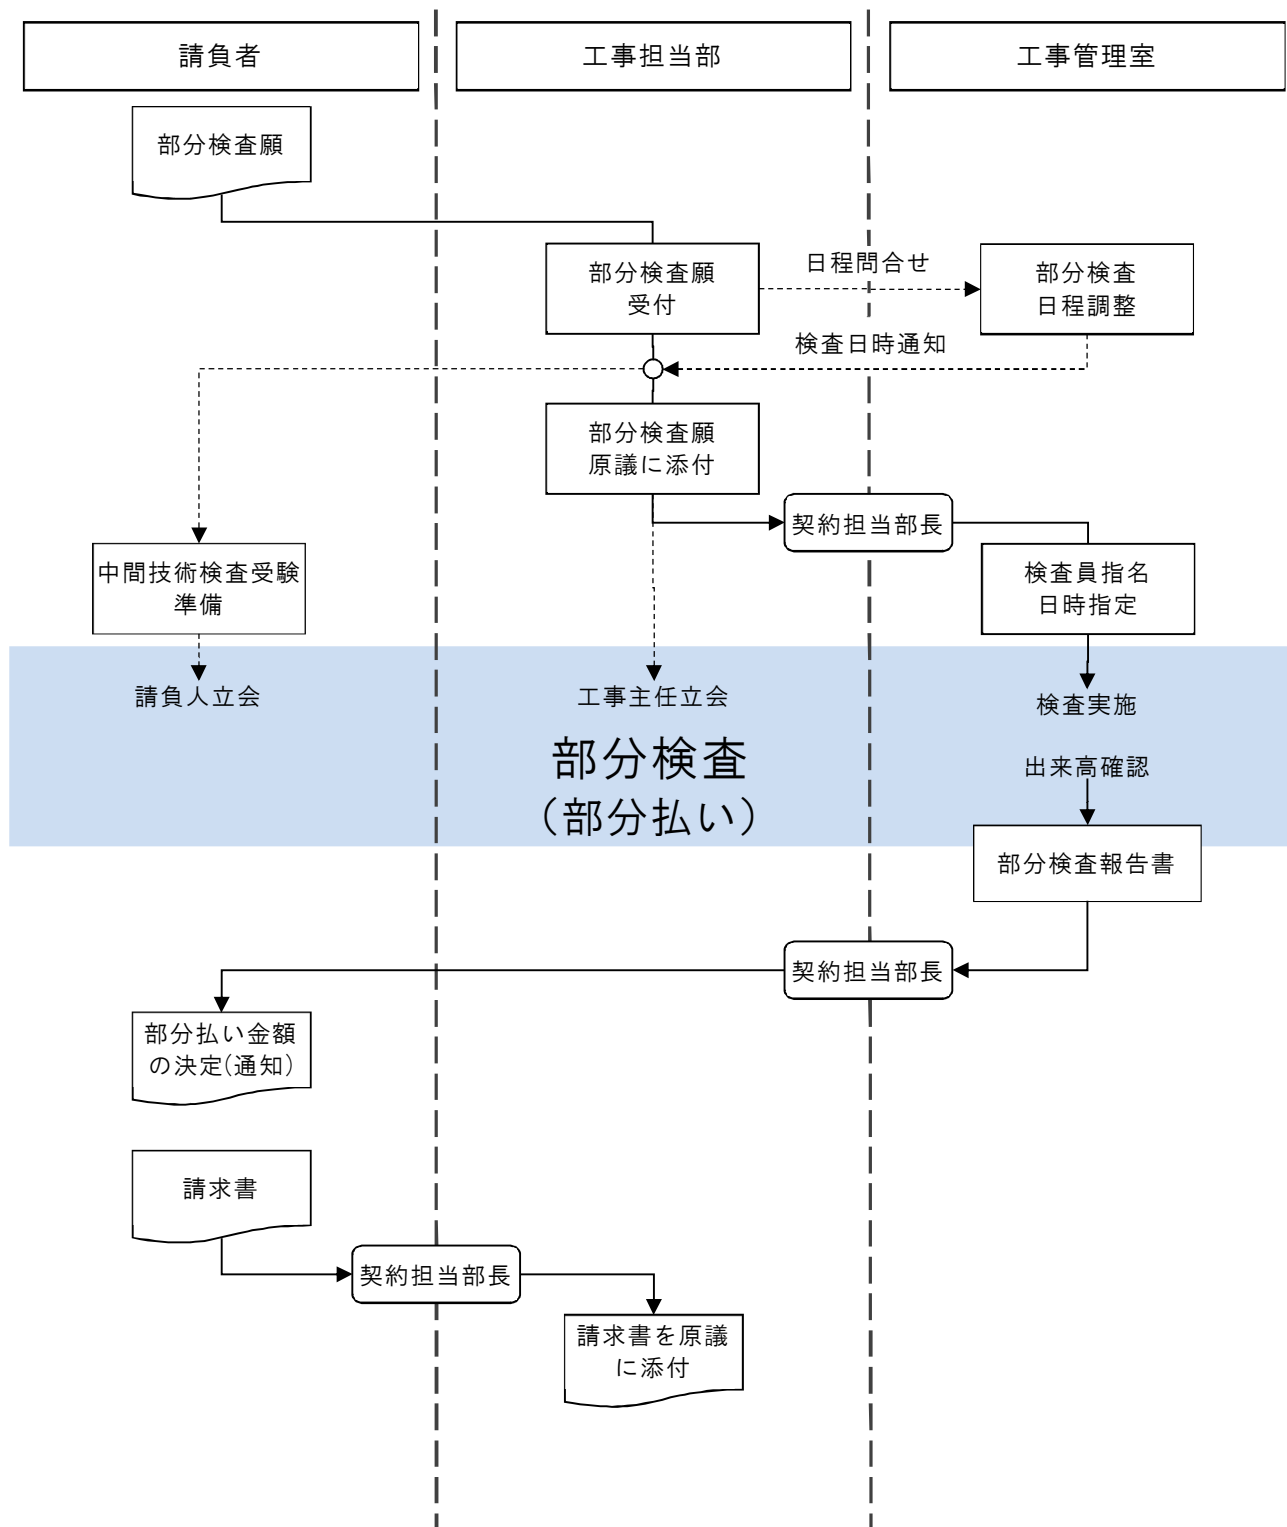 請負者
工事担当部
工事管理室
部分検査願
部分検査願
受付
日程問合せ
部分検査
日程調整
検査日時通知
部分検査願
原議に添付
契約担当部長
中間技術検査受験
準備
検査員指名
日時指定
請負人立会
工事主任立会
検査実施
部分検査
（部分払い）
出来高確認
部分検査報告書
契約担当部長
部分払い金額
の決定(通知)
請求書
契約担当部長
請求書を原議
に添付